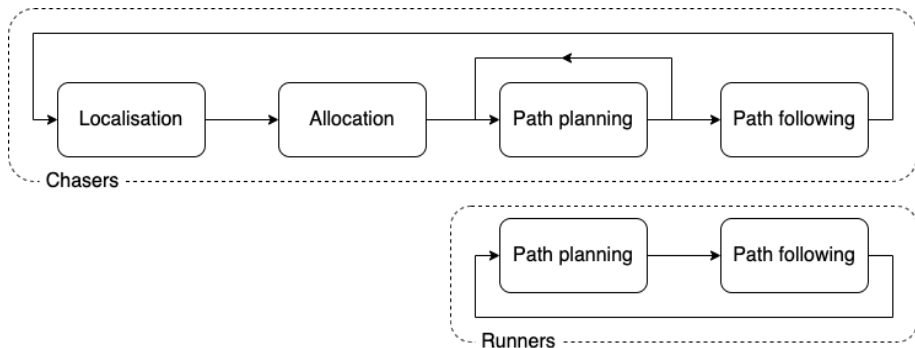 Localisation
Allocation
Path planning
Path following
Chasers
Path planning
Path following
Runners